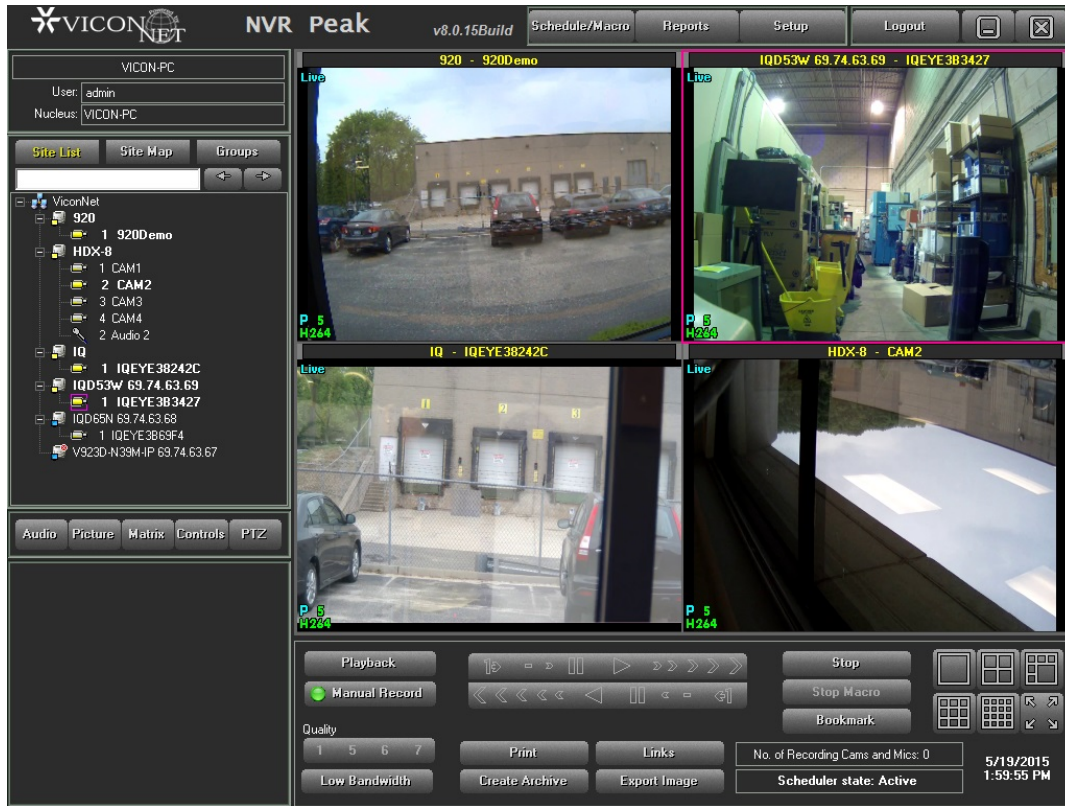 VICONNET
NVR Peak v8.0.15Build
Schedule/Macro Reports Setup Logout
VICON-PC
User: admin
Nucleus: VICON-PC
Site List Site Map Groups
ViconNet
920
1 920Demo
HDX-8
1 CAM1
2 CAM2
3 CAM3
4 CAM4
2 Audio 2
IQ
1 IQEYE38242C
IQD53W 69.74.63.69
1 IQEYE3B3427
IQD65N 69.74.63.68
1 IQEYE3B69F4
V923D-N39M-IP 69.74.63.67
Audio Picture Matrix Controls PTZ
920 - 920Demo
Live
P 5
H264
IQD53W 69.74.63.69 - IQEYE3B3427
Live
P 5
H264
IQ - IQEYE38242C
Live
1 2 3
P 5
H264
HDX-8 - CAM2
Live
P 5
H264
Playback
Manual Record
Stop
Stop Macro
Bookmark
Quality
1 5 6 7
Low Bandwidth
Print Links
Create Archive Export Image
No. of Recording Cams and Mics: 0
Scheduler state: Active
5/19/2015
1:59:55 PM